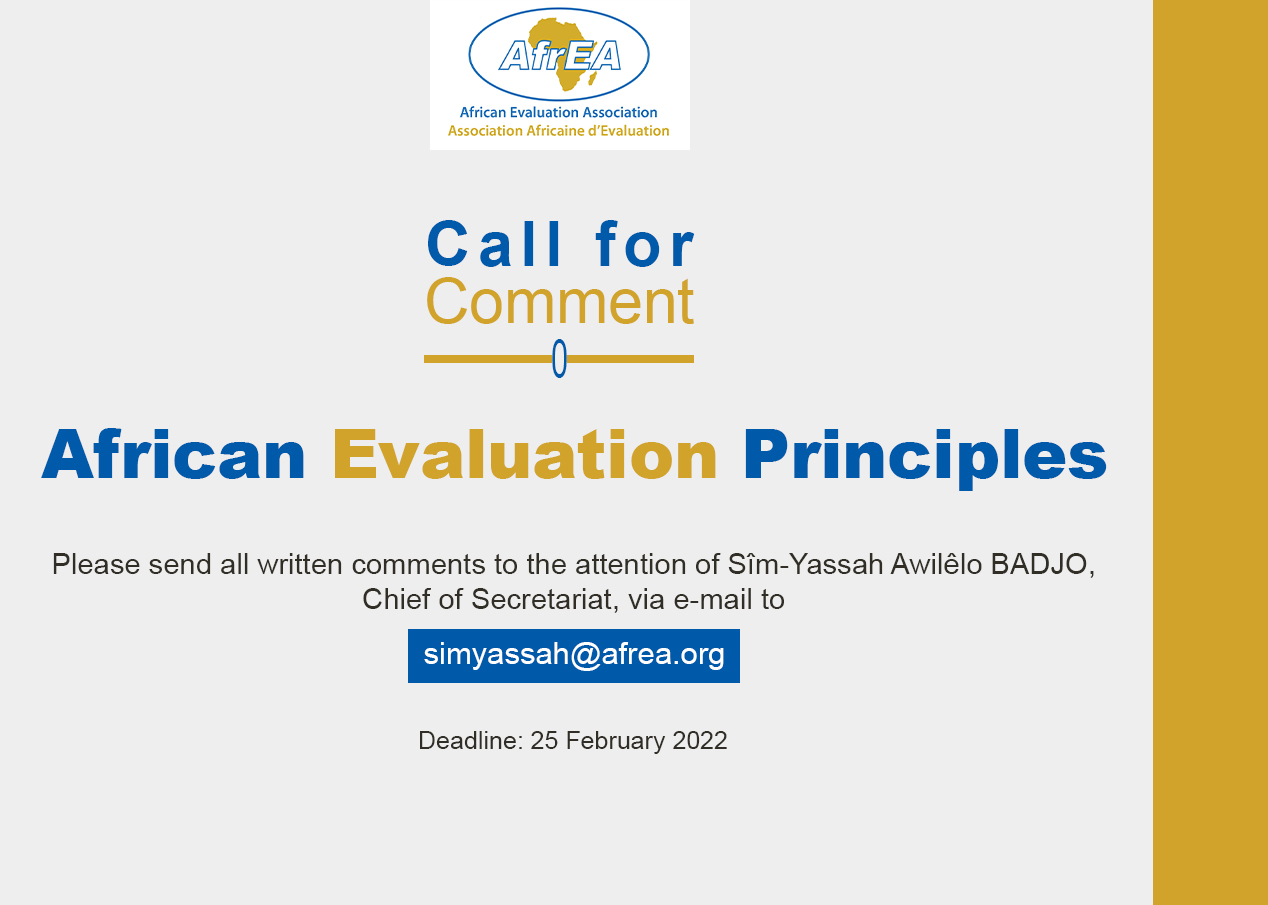 AfrEA
African Evaluation Association
Association Africaine d'Evaluation
Call for
Comment
African Evaluation Principles
Please send all written comments to the attention of Sîm-Yassah Awilêlo BADJO,
Chief of Secretariat, via e-mail to
simyassah@afrea.org
Deadline: 25 February 2022